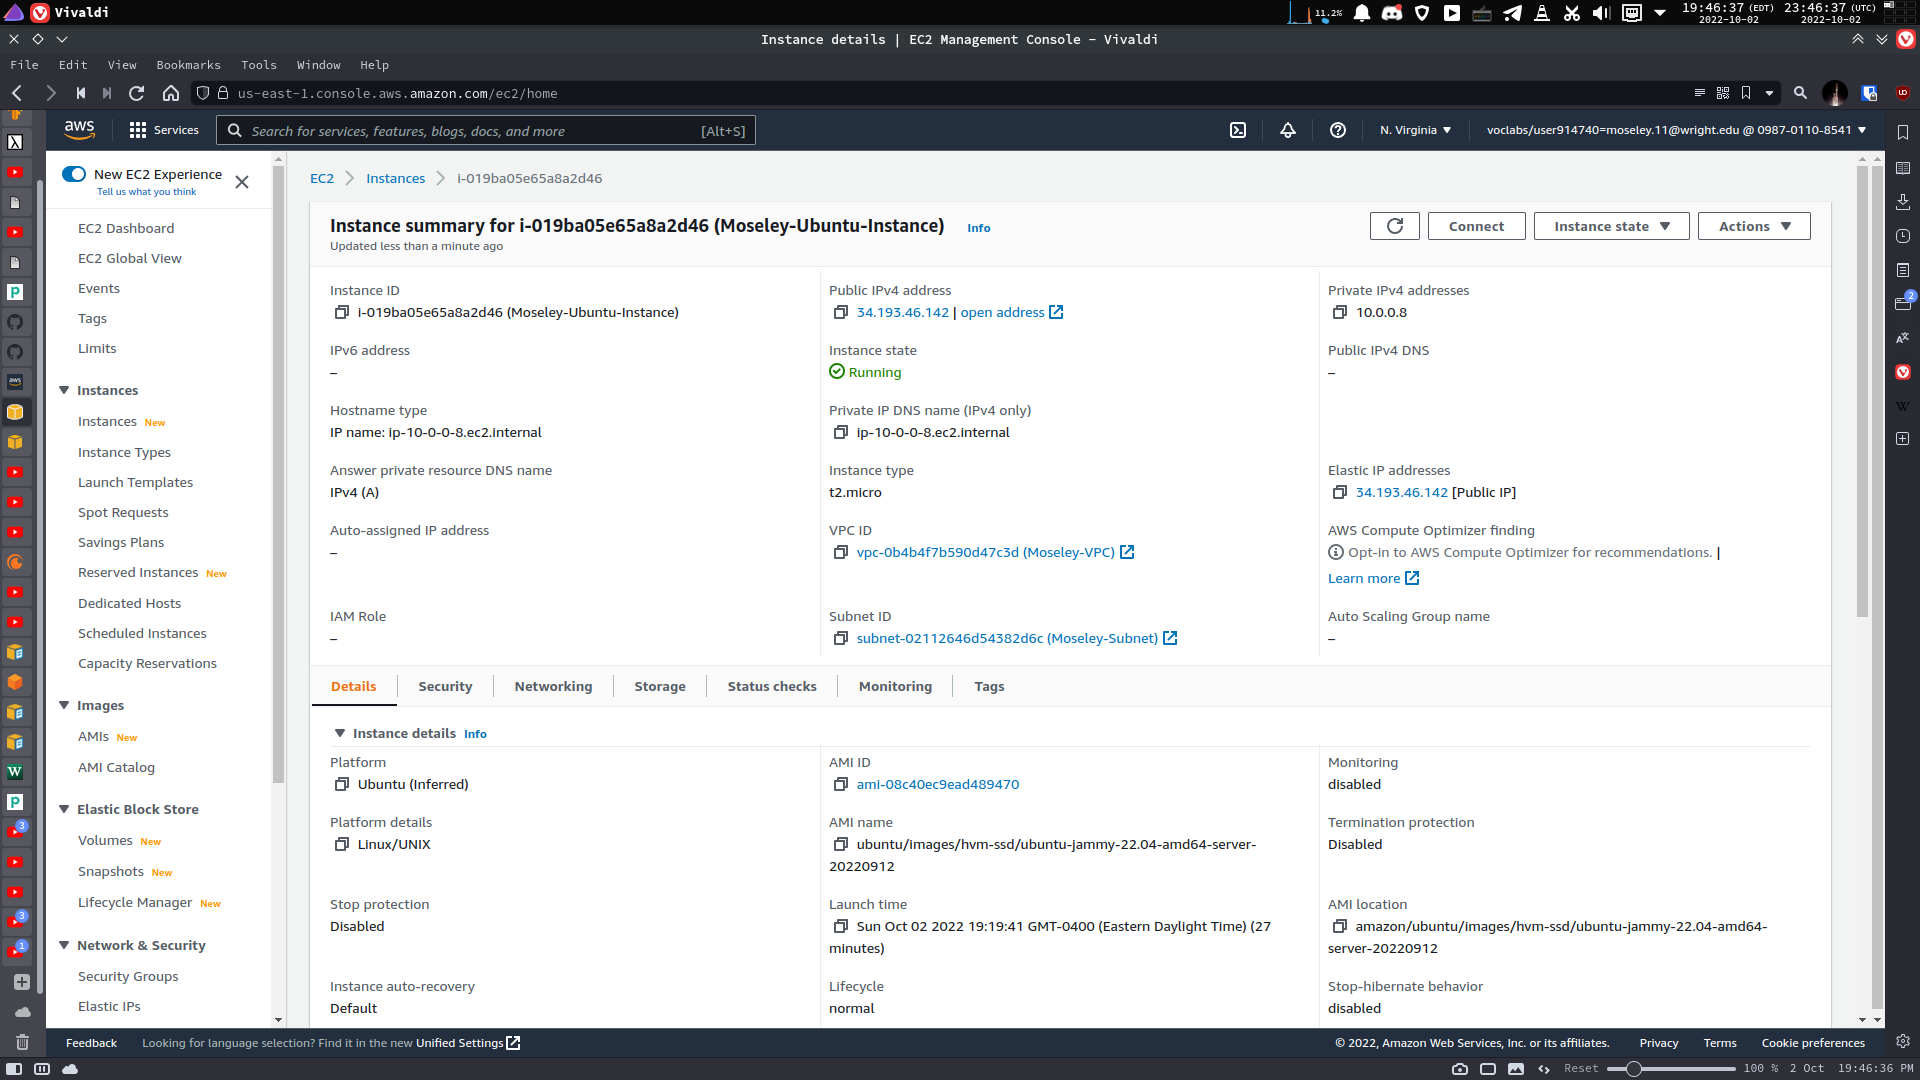 Vivaldi
11.2%
19:46:37 (EDT) 23:46:37 (UTC)
2022-10-02 2022-10-02
Instance details | EC2 Management Console - Vivaldi
File Edit View Bookmarks Tools Window Help
us-east-1.console.aws.amazon.com/ec2/home
aws Services Search for services, features, blogs, docs, and more [Alt+S] N. Virginia voclabs/user914740=moseley.11@wright.edu @ 0987-0110-8541
New EC2 Experience
Tell us what you think
EC2 Dashboard
EC2 Global View
Events
Tags
Limits
Instances
Instances New
Instance Types
Launch Templates
Spot Requests
Savings Plans
Reserved Instances New
Dedicated Hosts
Scheduled Instances
Capacity Reservations
Images
AMIs New
AMI Catalog
Elastic Block Store
Volumes New
Snapshots New
Lifecycle Manager New
Network & Security
Security Groups
Elastic IPs
EC2 Instances i-019ba05e65a8a2d46
Instance summary for i-019ba05e65a8a2d46 (Moseley-Ubuntu-Instance) Info
Updated less than a minute ago
Connect Instance state Actions
Instance ID
i-019ba05e65a8a2d46 (Moseley-Ubuntu-Instance)
Public IPv4 address
34.193.46.142 | open address
Private IPv4 addresses
10.0.0.8
IPv6 address
–
Instance state
Running
Public IPv4 DNS
–
Hostname type
IP name: ip-10-0-0-8.ec2.internal
Private IP DNS name (IPv4 only)
ip-10-0-0-8.ec2.internal
Answer private resource DNS name
IPv4 (A)
Instance type
t2.micro
Elastic IP addresses
34.193.46.142 [Public IP]
Auto-assigned IP address
–
VPC ID
vpc-0b4b4f7b590d47c3d (Moseley-VPC)
AWS Compute Optimizer finding
Opt-in to AWS Compute Optimizer for recommendations. |
Learn more
IAM Role
–
Subnet ID
subnet-02112646d54382d6c (Moseley-Subnet)
Auto Scaling Group name
–
Details Security Networking Storage Status checks Monitoring Tags
Instance details Info
Platform
Ubuntu (Inferred)
AMI ID
ami-08c40ec9ead489470
Monitoring
disabled
Platform details
Linux/UNIX
AMI name
ubuntu/images/hvm-ssd/ubuntu-jammy-22.04-amd64-server-
20220912
Termination protection
Disabled
Stop protection
Disabled
Launch time
Sun Oct 02 2022 19:19:41 GMT-0400 (Eastern Daylight Time) (27
minutes)
AMI location
amazon/ubuntu/images/hvm-ssd/ubuntu-jammy-22.04-amd64-
server-20220912
Instance auto-recovery
Default
Lifecycle
normal
Stop-hibernate behavior
disabled
Feedback Looking for language selection? Find it in the new Unified Settings © 2022, Amazon Web Services, Inc. or its affiliates. Privacy Terms Cookie preferences
Reset 100 % 2 Oct 19:46:36 PM